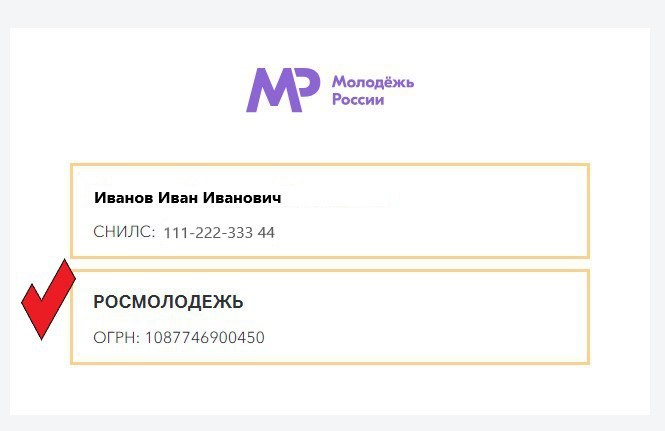 МР Молодёжь
России
Иванов Иван Иванович
СНИЛС: 111-222-333 44
РОСМОЛОДЕЖЬ
ОГРН: 1087746900450